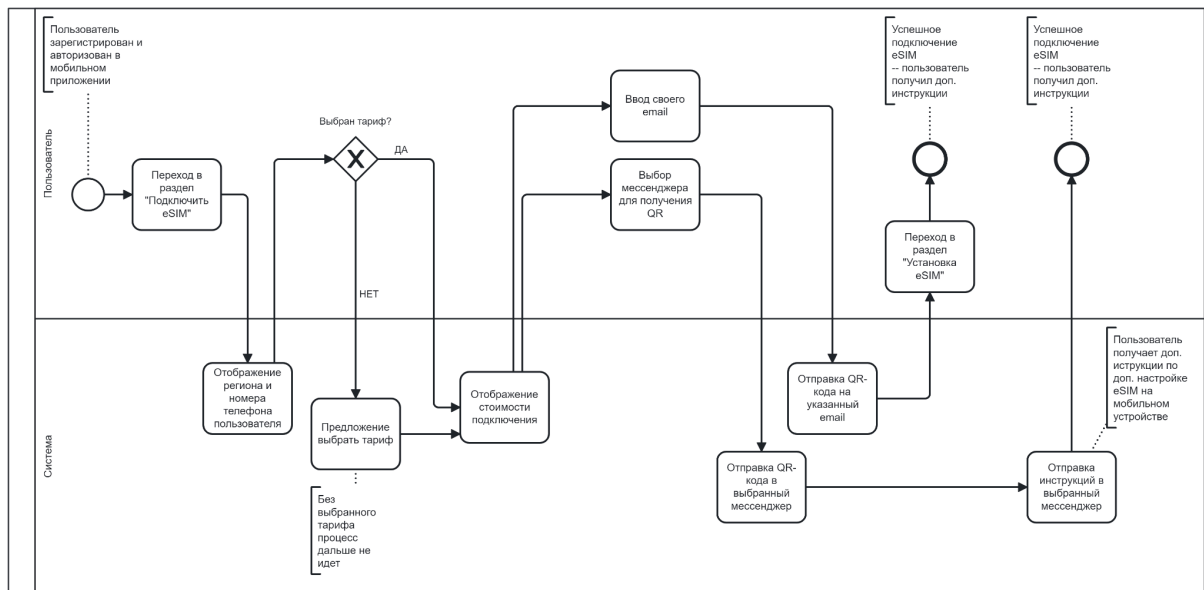 Пользователь
зарегистрирован и
авторизован в
мобильном
приложении
Пользователь
Переход в
раздел
"Подключить
eSIM"
Выбран тариф?
ДА
НЕТ
Ввод своего
email
Выбор
мессенджера
для получения
QR
Успешное
подключение
eSIM
-- пользователь
получил доп.
инструкции
Успешное
подключение
eSIM
-- пользователь
получил доп.
инструкции
Переход в
раздел
"Установка
eSIM"
Система
Отображение
региона и
номера
телефона
пользователя
Предложение
выбрать тариф
Без
выбранного
тарифа
процесс
дальше не
идет
Отображение
стоимости
подключения
Отправка QR-
кода на
указанный
email
Отправка QR-
кода в
выбранный
мессенджер
Отправка
инструкций в
выбранный
мессенджер
Пользователь
получает доп.
иструкции по
доп. настройке
eSIM на
мобильном
устройстве